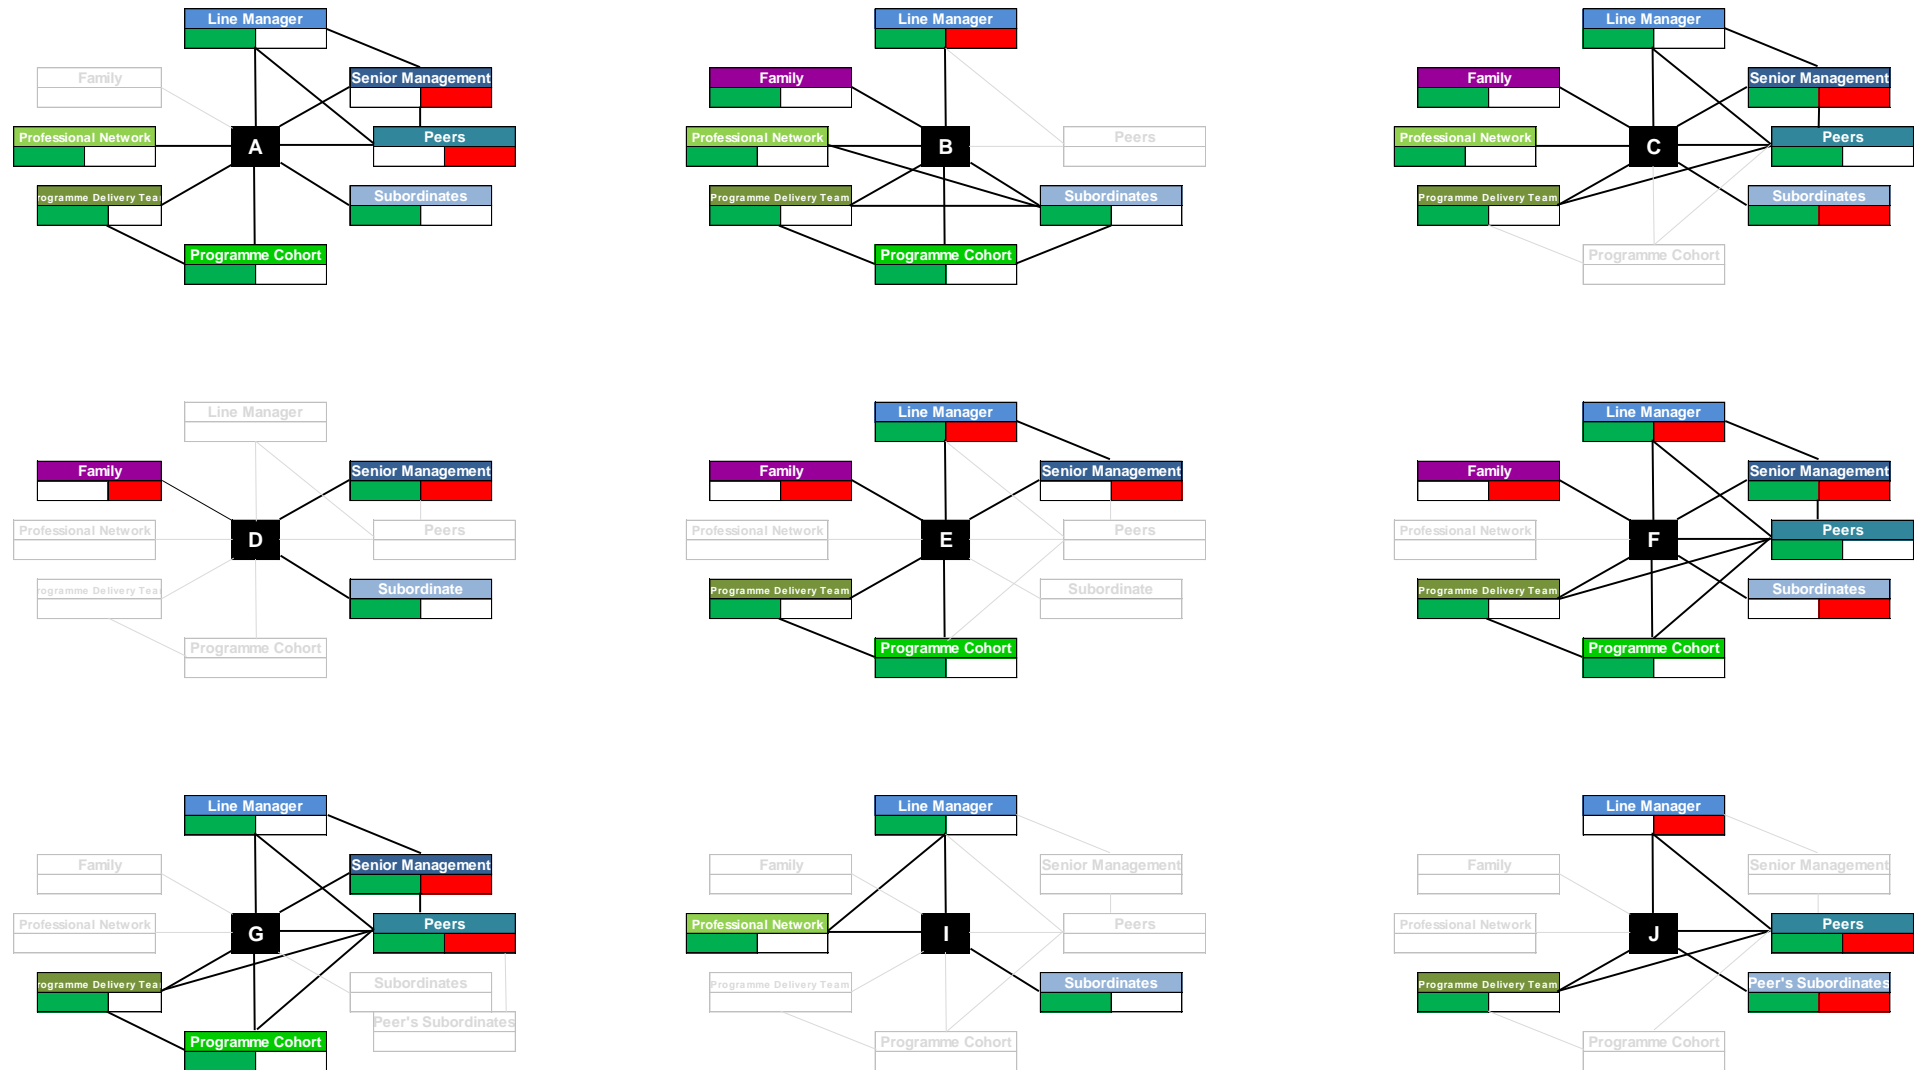 Line Manager
Family
Senior Management
Professional Network
A
Peers
rogramme Delivery Tea
Subordinates
Programme Cohort
Line Manager
Family
Professional Network
B
Peers
Programme Delivery Team
Subordinates
Programme Cohort
Line Manager
Family
Senior Management
Professional Network
C
Peers
Programme Delivery Team
Subordinates
Programme Cohort
Line Manager
Family
Senior Management
Professional Network
D
Peers
rogramme Delivery Tea
Subordinate
Programme Cohort
Line Manager
Family
Senior Management
Professional Network
E
Peers
Programme Delivery Team
Subordinate
Programme Cohort
Line Manager
Family
Senior Management
Professional Network
F
Peers
Programme Delivery Team
Subordinates
Programme Cohort
Line Manager
Family
Senior Management
Professional Network
G
Peers
rogramme Delivery Tea
Subordinates
Peer's Subordinates
Programme Cohort
Line Manager
Family
Senior Management
Professional Network
I
Peers
Programme Delivery Team
Subordinates
Programme Cohort
Line Manager
Family
Senior Management
Professional Network
J
Peers
Programme Delivery Team
Peer's Subordinates
Programme Cohort